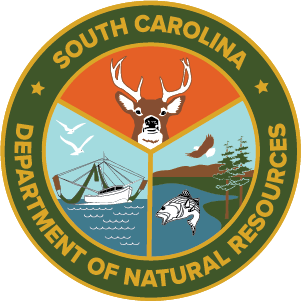 SOUTH CAROLINA
DEPARTMENT OF NATURAL RESOURCES